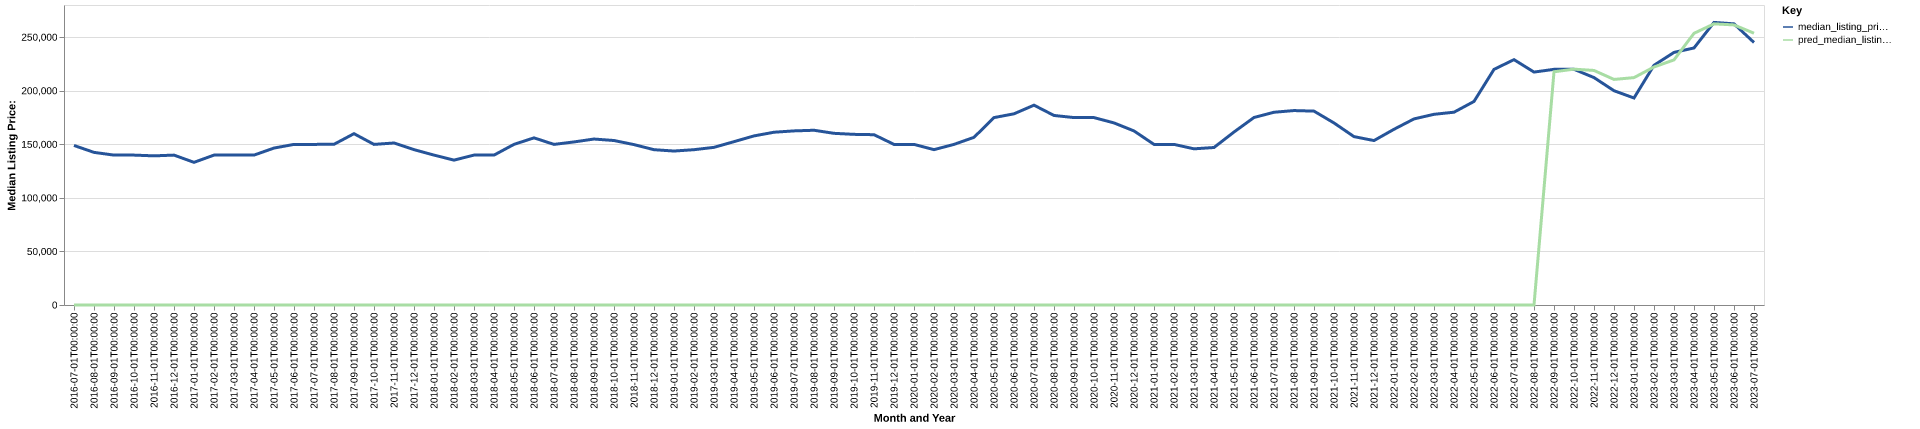 Key
median_listing_pri…
pred_median_listin…
Median Listing Price:
250,000
200,000
150,000
100,000
50,000
0
2016-07-01T00:00:00
2016-08-01T00:00:00
2016-09-01T00:00:00
2016-10-01T00:00:00
2016-11-01T00:00:00
2016-12-01T00:00:00
2017-01-01T00:00:00
2017-02-01T00:00:00
2017-03-01T00:00:00
2017-04-01T00:00:00
2017-05-01T00:00:00
2017-06-01T00:00:00
2017-07-01T00:00:00
2017-08-01T00:00:00
2017-09-01T00:00:00
2017-10-01T00:00:00
2017-11-01T00:00:00
2017-12-01T00:00:00
2018-01-01T00:00:00
2018-02-01T00:00:00
2018-03-01T00:00:00
2018-04-01T00:00:00
2018-05-01T00:00:00
2018-06-01T00:00:00
2018-07-01T00:00:00
2018-08-01T00:00:00
2018-09-01T00:00:00
2018-10-01T00:00:00
2018-11-01T00:00:00
2018-12-01T00:00:00
2019-01-01T00:00:00
2019-02-01T00:00:00
2019-03-01T00:00:00
2019-04-01T00:00:00
2019-05-01T00:00:00
2019-06-01T00:00:00
2019-07-01T00:00:00
2019-08-01T00:00:00
2019-09-01T00:00:00
2019-10-01T00:00:00
2019-11-01T00:00:00
2019-12-01T00:00:00
2020-01-01T00:00:00
2020-02-01T00:00:00
2020-03-01T00:00:00
2020-04-01T00:00:00
2020-05-01T00:00:00
2020-06-01T00:00:00
2020-07-01T00:00:00
2020-08-01T00:00:00
2020-09-01T00:00:00
2020-10-01T00:00:00
2020-11-01T00:00:00
2020-12-01T00:00:00
2021-01-01T00:00:00
2021-02-01T00:00:00
2021-03-01T00:00:00
2021-04-01T00:00:00
2021-05-01T00:00:00
2021-06-01T00:00:00
2021-07-01T00:00:00
2021-08-01T00:00:00
2021-09-01T00:00:00
2021-10-01T00:00:00
2021-11-01T00:00:00
2021-12-01T00:00:00
2022-01-01T00:00:00
2022-02-01T00:00:00
2022-03-01T00:00:00
2022-04-01T00:00:00
2022-05-01T00:00:00
2022-06-01T00:00:00
2022-07-01T00:00:00
2022-08-01T00:00:00
2022-09-01T00:00:00
2022-10-01T00:00:00
2022-11-01T00:00:00
2022-12-01T00:00:00
2023-01-01T00:00:00
2023-02-01T00:00:00
2023-03-01T00:00:00
2023-04-01T00:00:00
2023-05-01T00:00:00
2023-06-01T00:00:00
2023-07-01T00:00:00
Month and Year